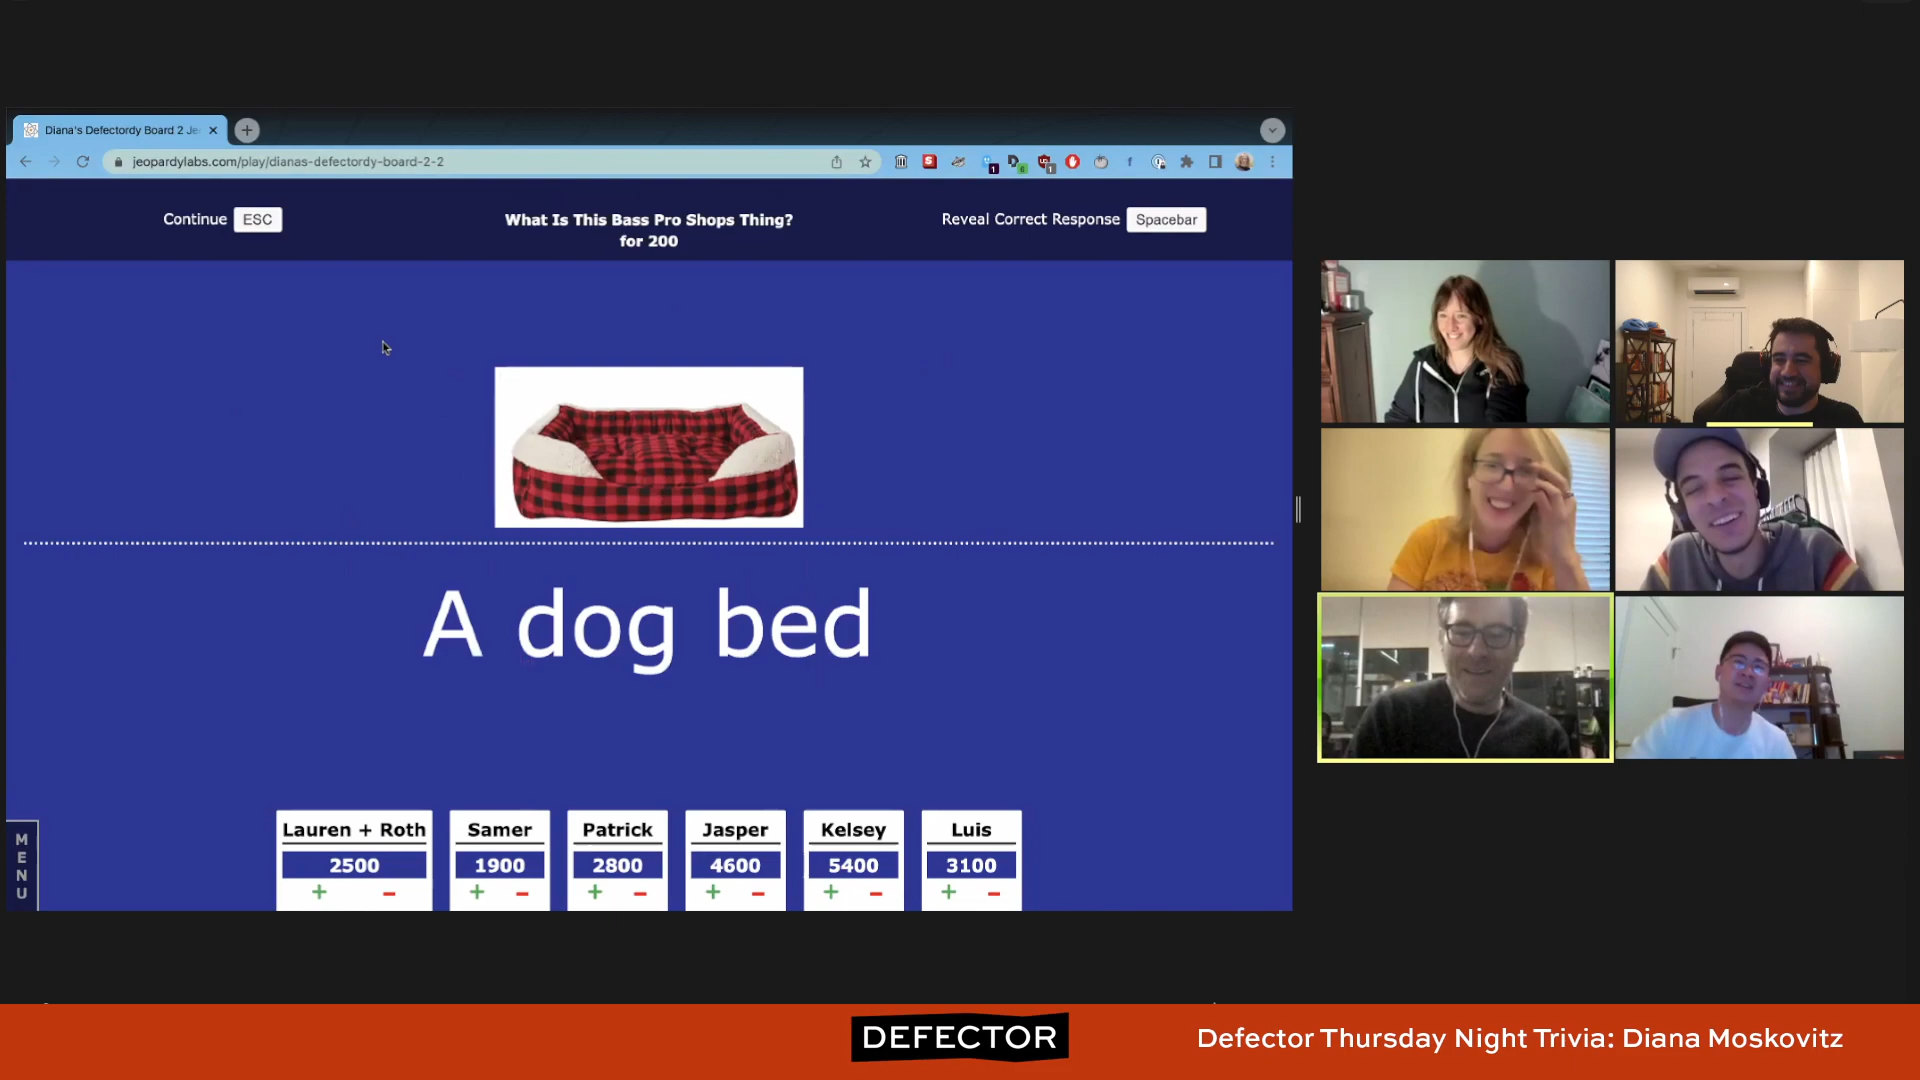 Diana's Defectordy Board 2 Je
jeopardylabs.com/play/dianas-defectordy-board-2-2
Continue ESC
What Is This Bass Pro Shops Thing?
for 200
Reveal Correct Response Spacebar
A dog bed
MENU
Lauren + Roth
2500
+ −
Samer
1900
+ −
Patrick
2800
+ −
Jasper
4600
+ −
Kelsey
5400
+ −
Luis
3100
+ −
DEFECTOR
Defector Thursday Night Trivia: Diana Moskovitz